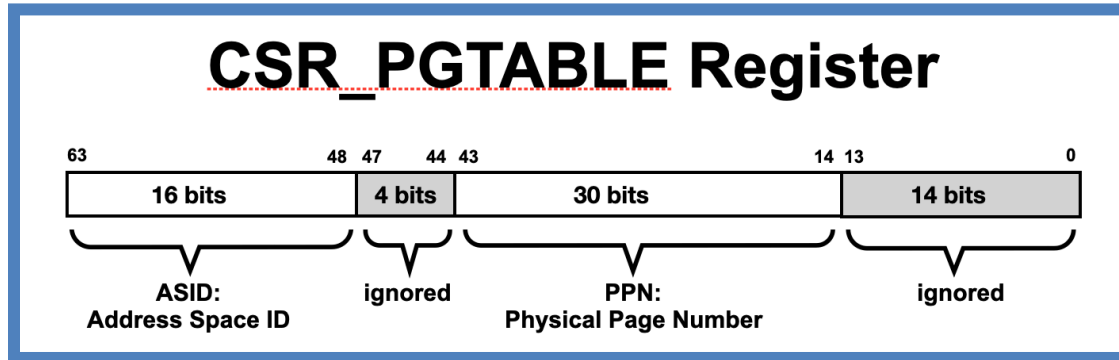 CSR_PGTABLE Register
63 48 47 44 43 14 13 0
16 bits 4 bits 30 bits 14 bits
ASID: ignored PPN: ignored
Address Space ID Physical Page Number